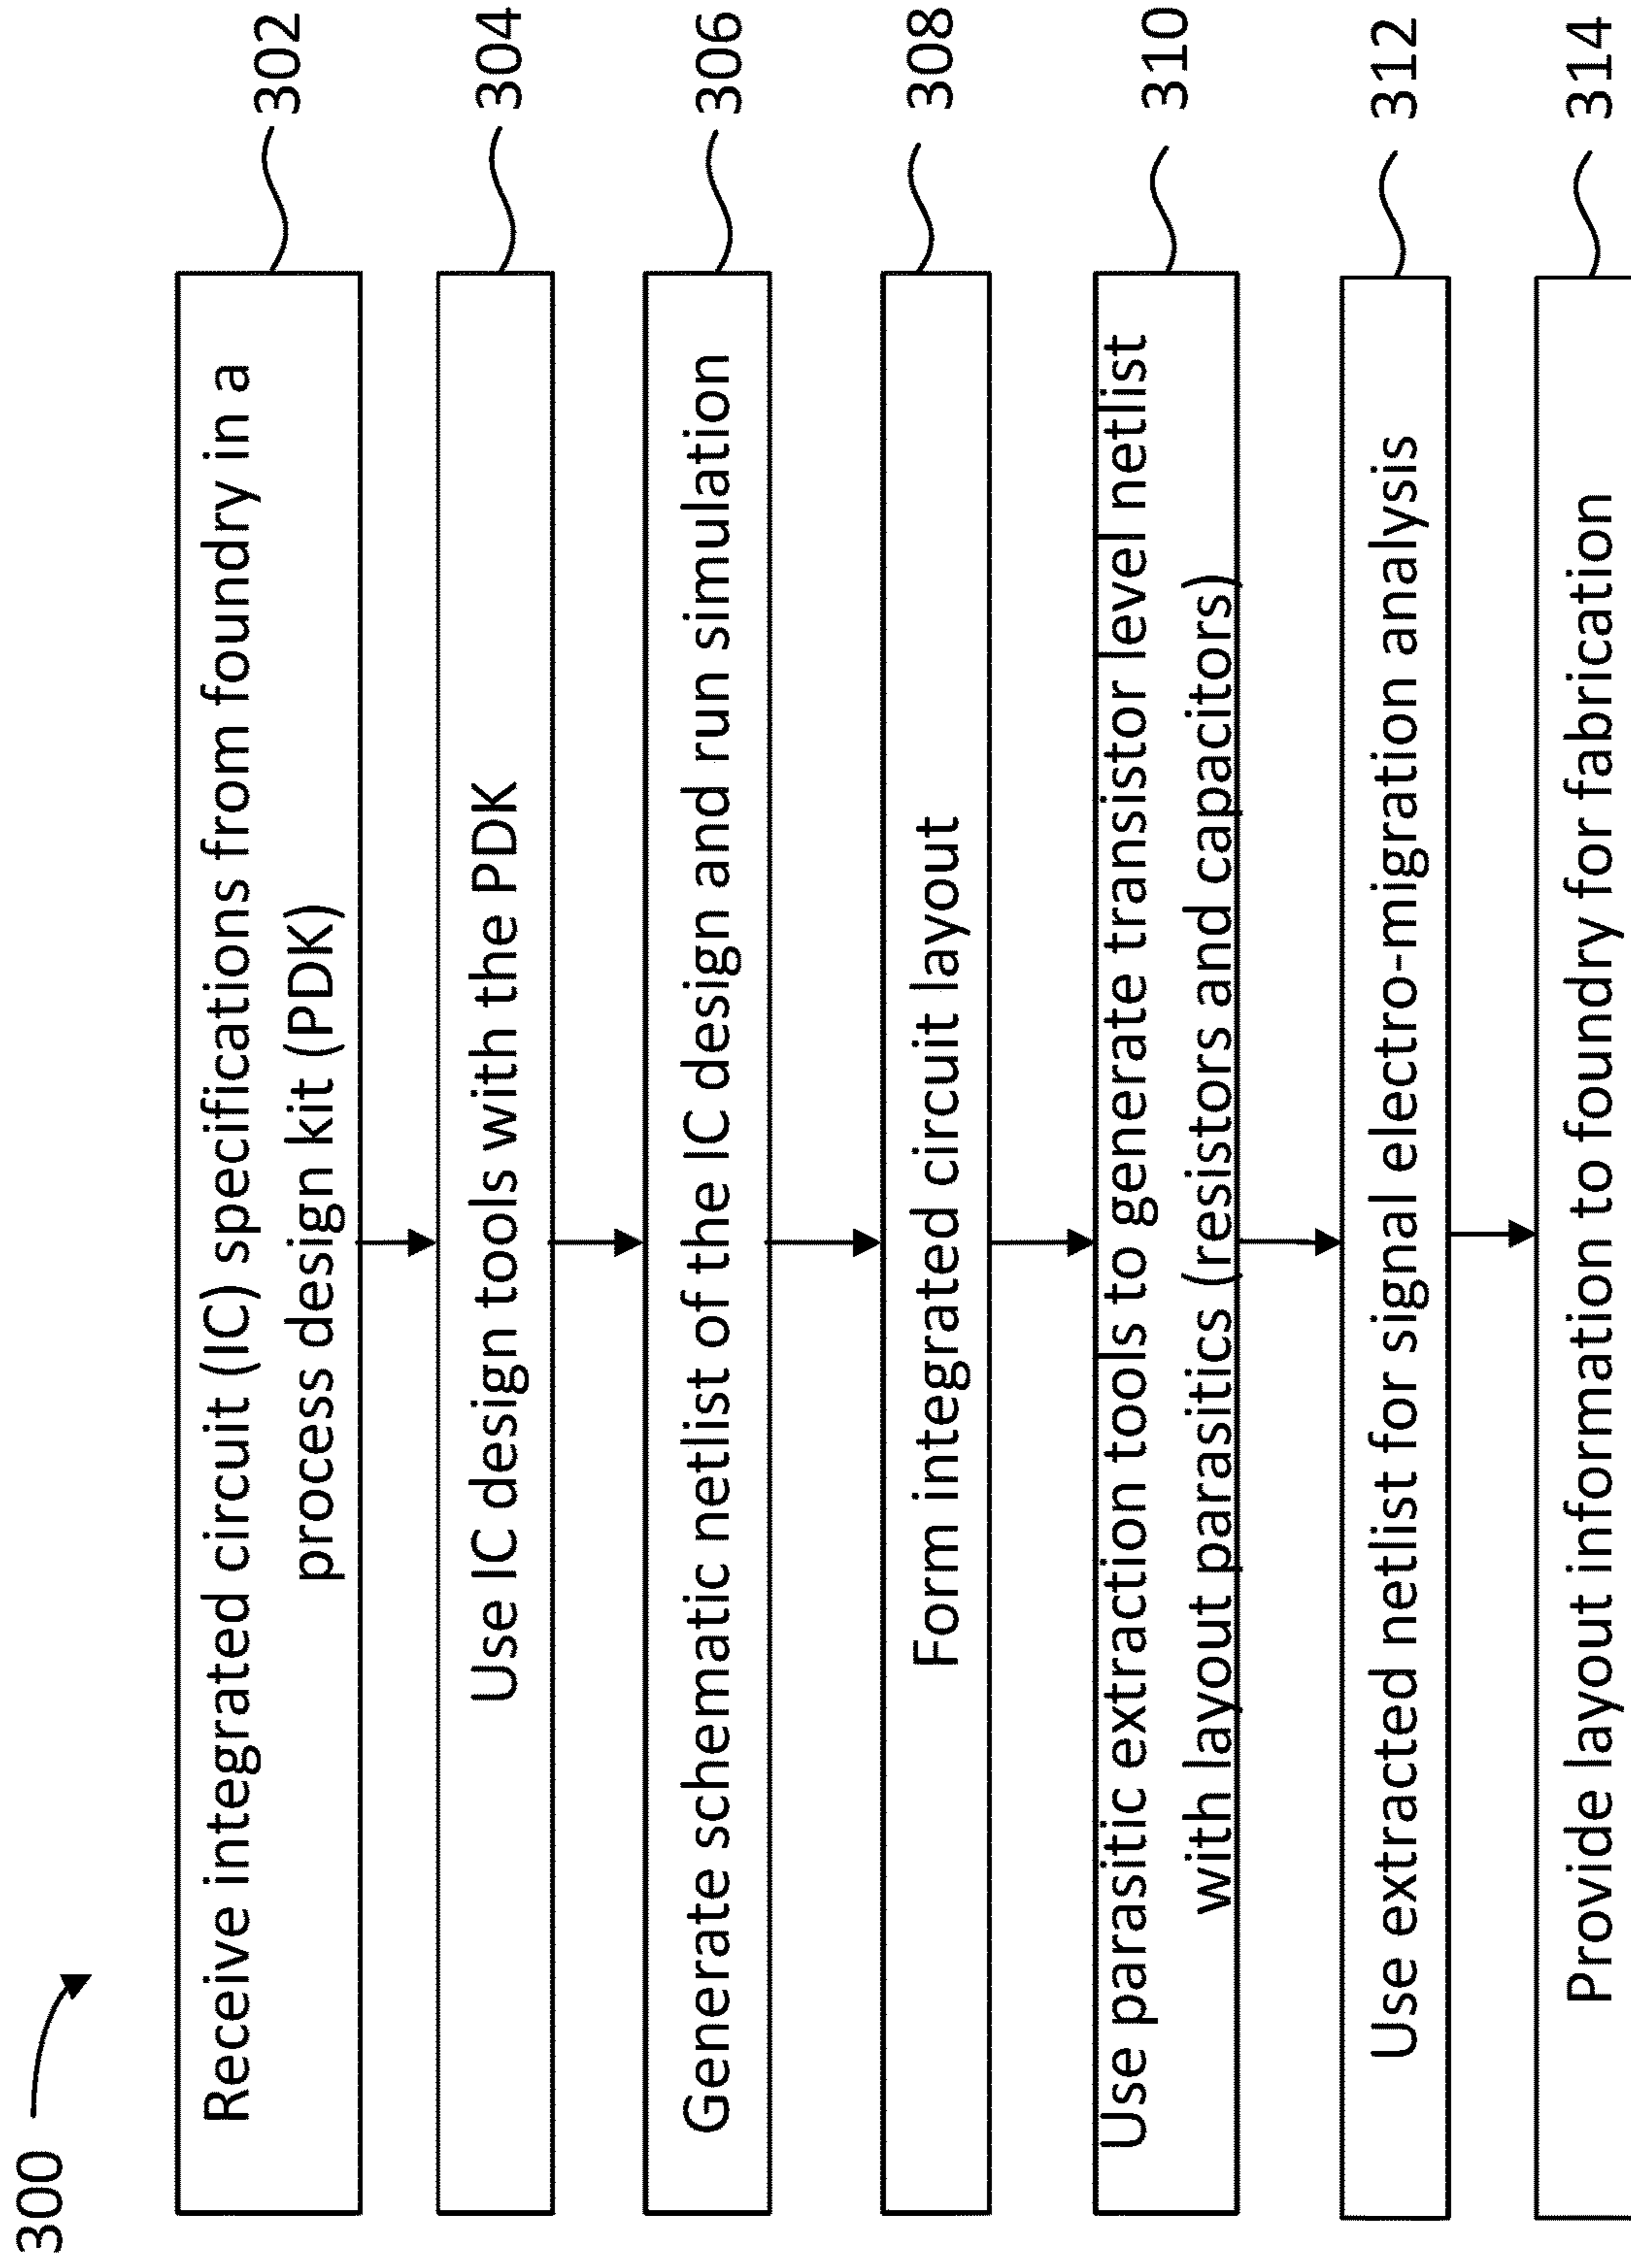 300
Receive integrated circuit (IC) specifications from foundry in a
process design kit (PDK)
302
Use IC design tools with the PDK
304
Generate schematic netlist of the IC design and run simulation
306
Form integrated circuit layout
308
Use parasitic extraction tools to generate transistor level netlist
with layout parasitics (resistors and capacitors)
310
Use extracted netlist for signal electro-migration analysis
312
Provide layout information to foundry for fabrication
314